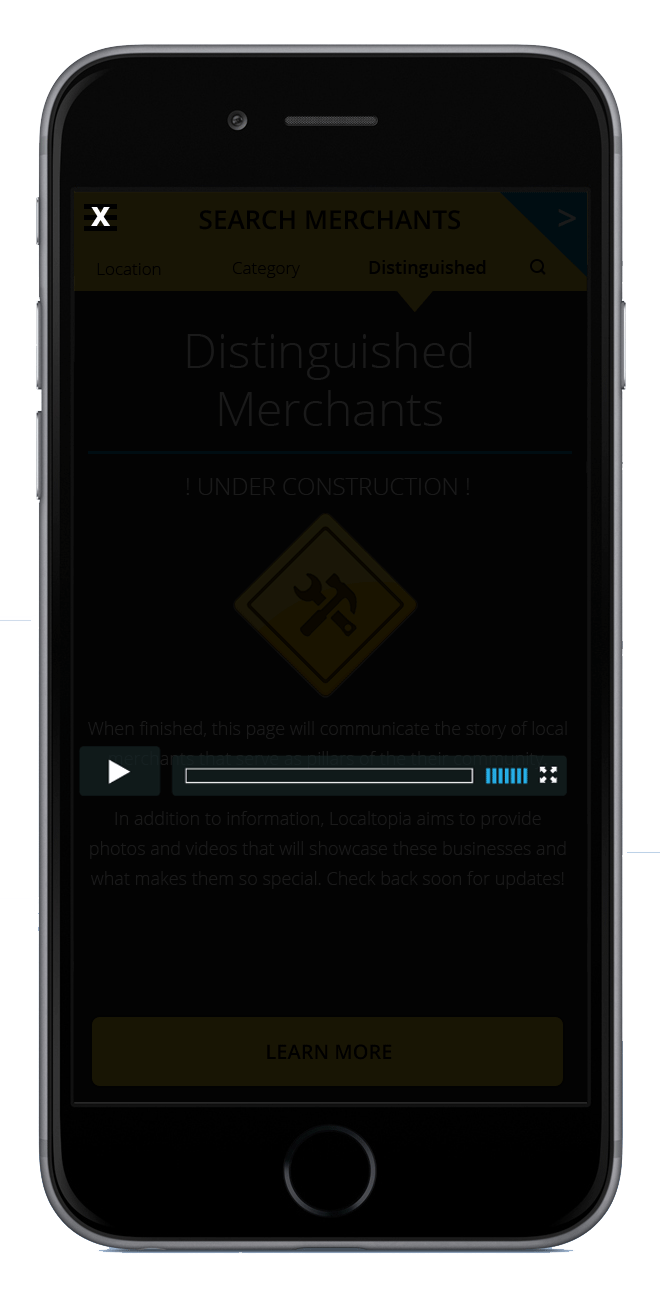 X
SEARCH MERCHANTS
>
Location
Category
Distinguished
Distinguished
Merchants
! UNDER CONSTRUCTION !
When finished, this page will communicate the story of local
merchants that serve as pillars of the their community.
In addition to information, Localtopia aims to provide
photos and videos that will showcase these businesses and
what makes them so special. Check back soon for updates!
LEARN MORE